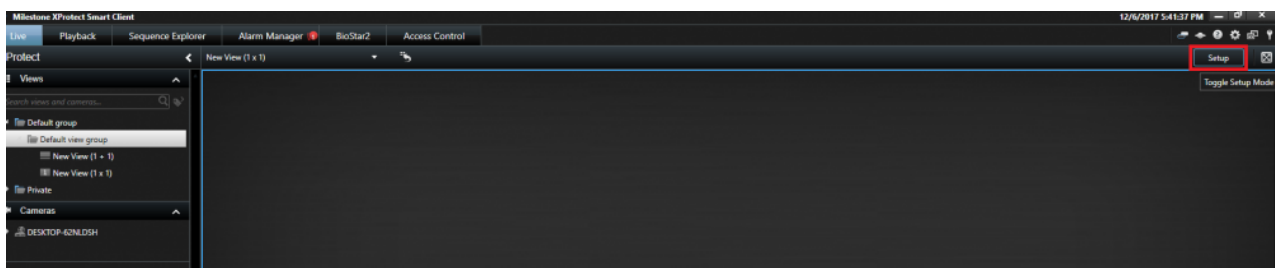 Milestone XProtect Smart Client 12/6/2017 5:41:37 PM
Live Playback Sequence Explorer Alarm Manager BioStar2 Access Control
Protect New View (1 x 1) Setup
Views Toggle Setup Mode
Search views and cameras...
Default group
Default view group
New View (1 + 1)
New View (1 x 1)
Private
Cameras
DESKTOP-62NLDSH